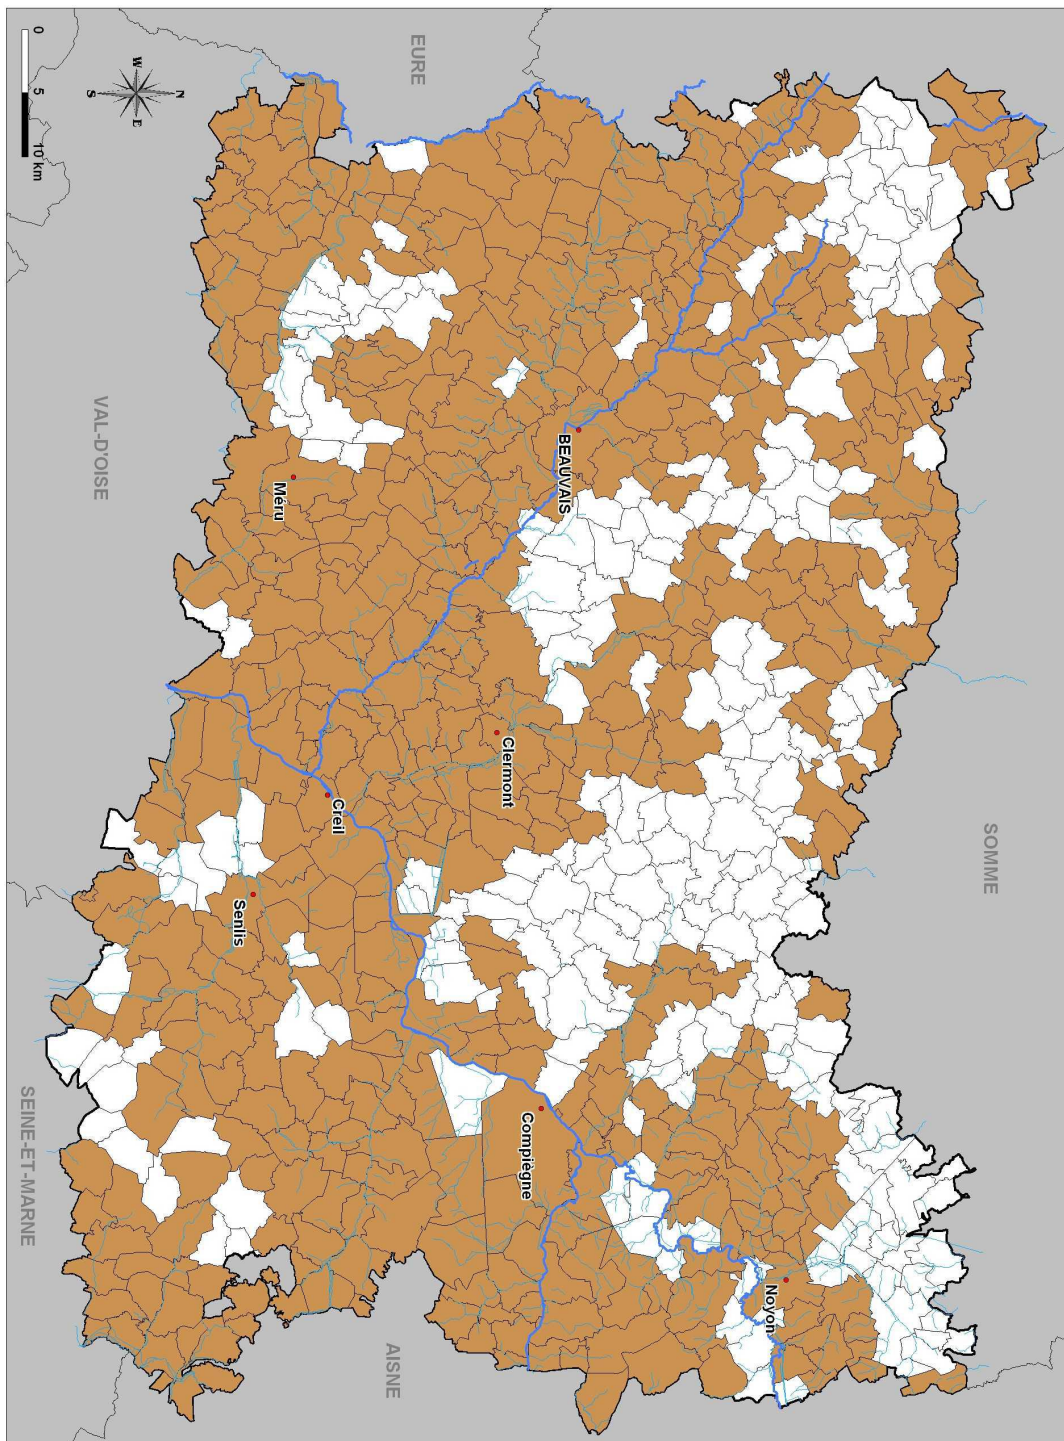 SOMME
EURE
BEAUVAIS
Noyon
Clermont
Compiègne
Creil
Méru
Senlis
AISNE
VAL-D'OISE
SEINE-ET-MARNE
N
W
E
S
0
5
10 km